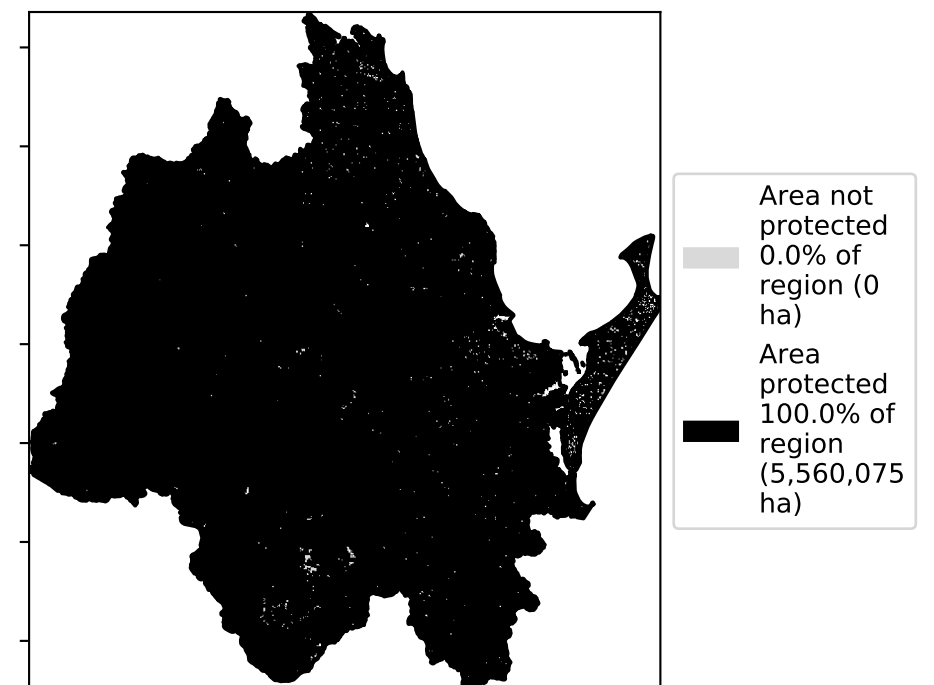 Area not
protected
0.0% of
region (0
ha)
Area
protected
100.0% of
region
(5,560,075
ha)